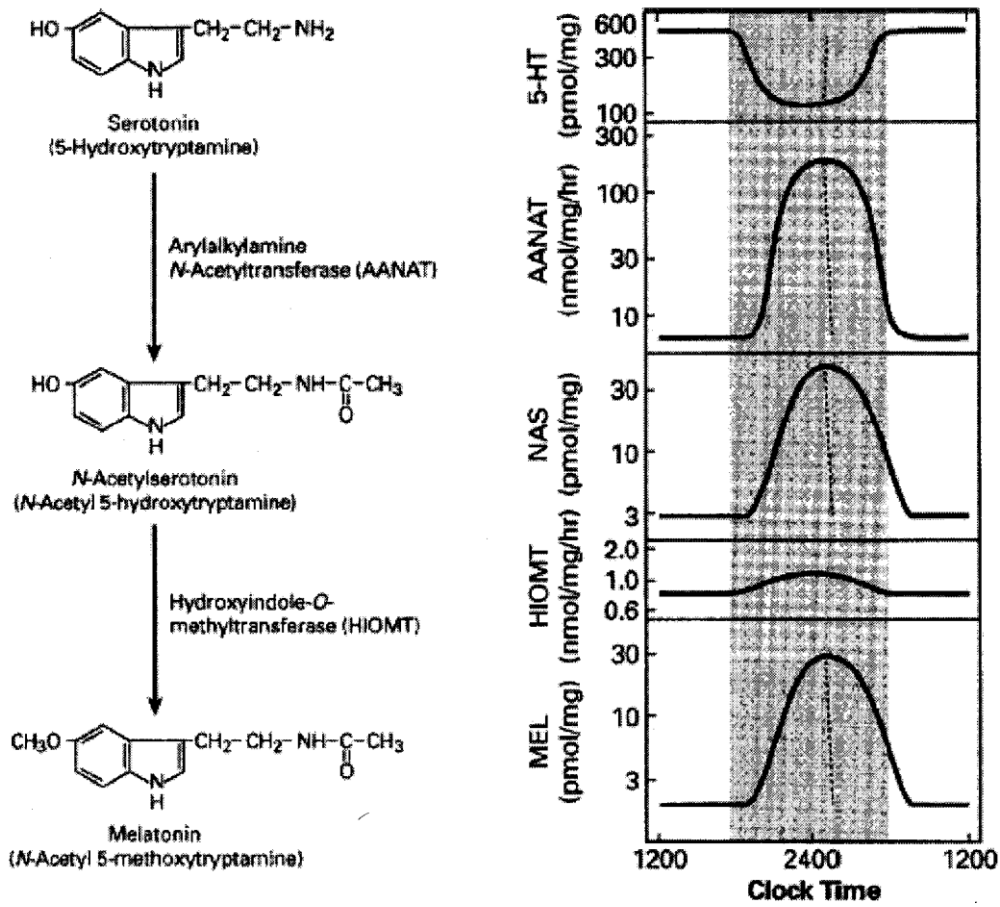 HO
CH2–CH2–NH2
N
H
Serotonin
(5-Hydroxytryptamine)
Arylalkylamine
N-Acetyltransferase (AANAT)
HO
CH2–CH2–NH–C–CH3
O
N
H
N-Acetylserotonin
(N-Acetyl 5-hydroxytryptamine)
Hydroxyindole-O-
methyltransferase (HIOMT)
CH3O
CH2–CH2–NH–C–CH3
O
N
H
Melatonin
(N-Acetyl 5-methoxytryptamine)
5-HT
(pmol/mg)
600
300
100
AANAT
(nmol/mg/hr)
300
100
30
10
NAS
(pmol/mg)
30
10
3
HIOMT
(nmol/mg/hr)
2.0
1.0
0.6
MEL
(pmol/mg)
30
10
3
1200
2400
1200
Clock Time